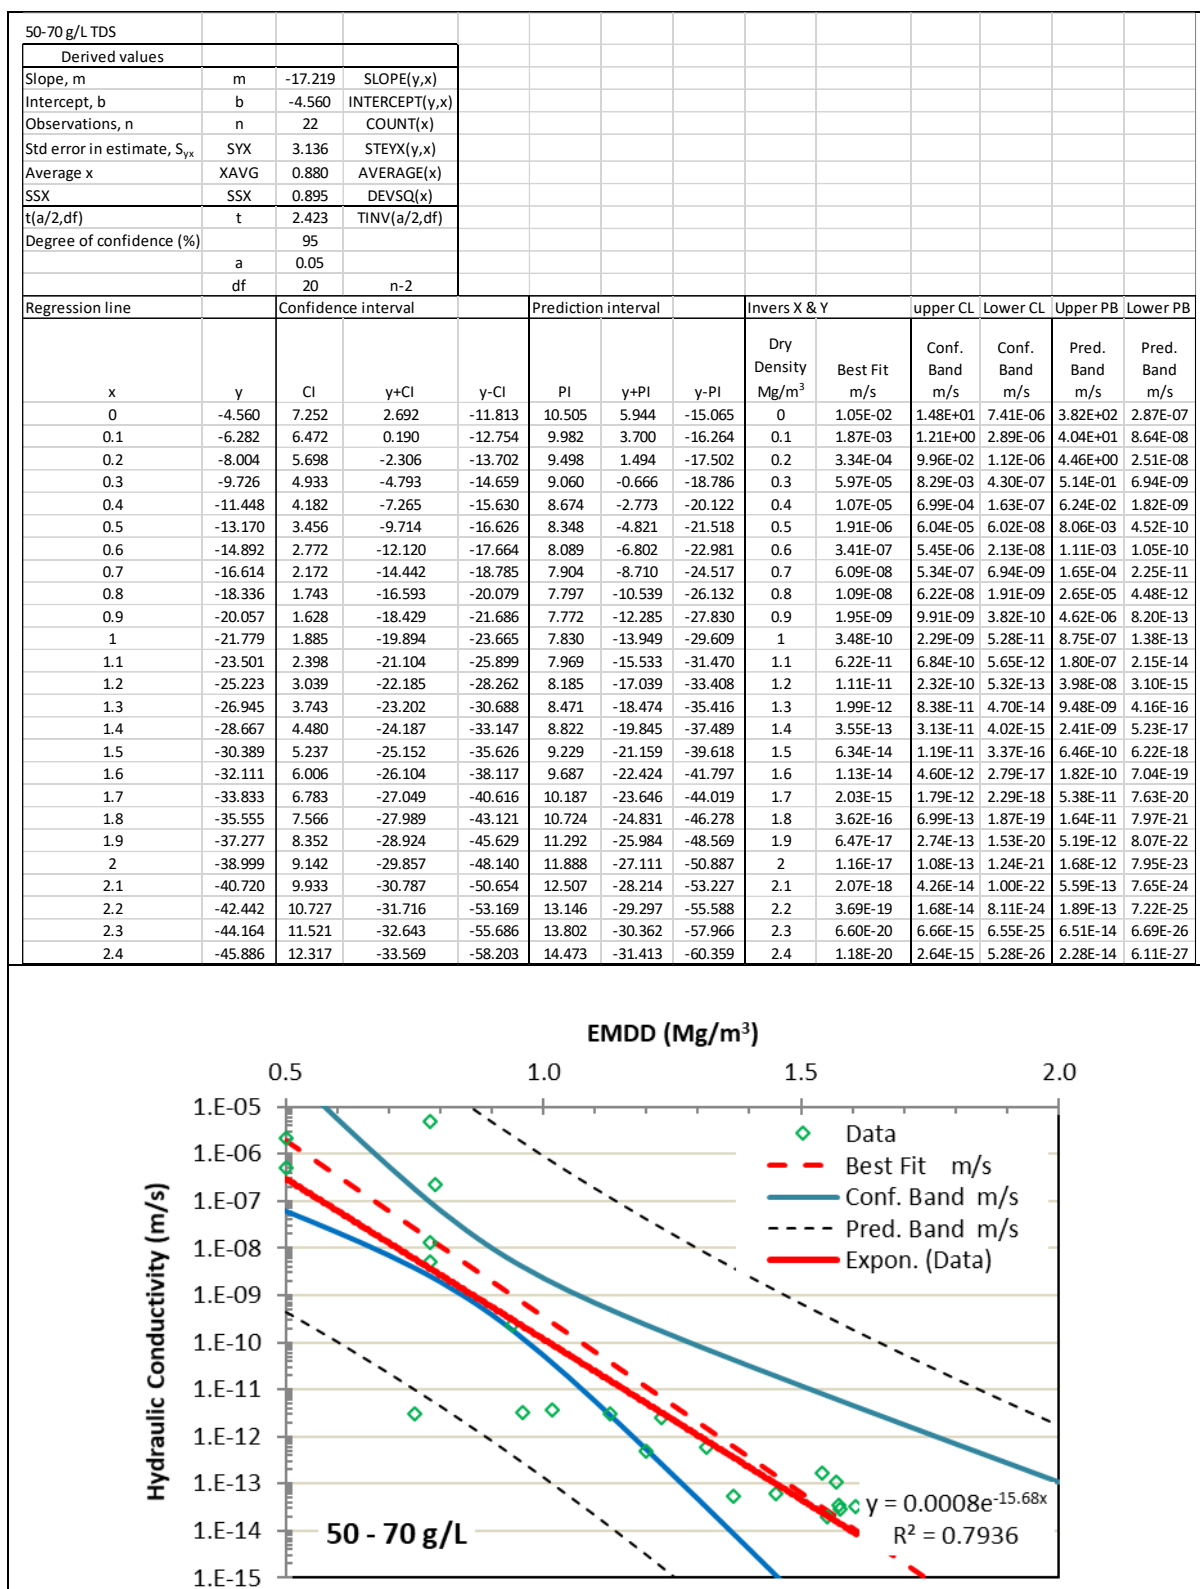 50-70 g/L TDS
Derived values
Slope, m m -17.219 SLOPE(y,x)
Intercept, b b -4.560 INTERCEPT(y,x)
Observations, n n 22 COUNT(x)
Std error in estimate, Syx SYX 3.136 STEYX(y,x)
Average x XAVG 0.880 AVERAGE(x)
SSX SSX 0.895 DEVSQ(x)
t(a/2,df) t 2.423 TINV(a/2,df)
Degree of confidence (%) 95
a 0.05
df 20 n-2
Regression line Confidence interval Prediction interval Invers X & Y upper CL Lower CL Upper PB Lower PB
x y CI y+CI y-CI PI y+PI y-PI Dry Density Mg/m³ Best Fit m/s Conf. Band m/s Conf. Band m/s Pred. Band m/s Pred. Band m/s
0 -4.560 7.252 2.692 -11.813 10.505 5.944 -15.065 0 1.05E-02 1.48E+01 7.41E-06 3.82E+02 2.87E-07
0.1 -6.282 6.472 0.190 -12.754 9.982 3.700 -16.264 0.1 1.87E-03 1.21E+00 2.89E-06 4.04E+01 8.64E-08
0.2 -8.004 5.698 -2.306 -13.702 9.498 1.494 -17.502 0.2 3.34E-04 9.96E-02 1.12E-06 4.46E+00 2.51E-08
0.3 -9.726 4.933 -4.793 -14.659 9.060 -0.666 -18.786 0.3 5.97E-05 8.29E-03 4.30E-07 5.14E-01 6.94E-09
0.4 -11.448 4.182 -7.265 -15.630 8.674 -2.773 -20.122 0.4 1.07E-05 6.99E-04 1.63E-07 6.24E-02 1.82E-09
0.5 -13.170 3.456 -9.714 -16.626 8.348 -4.821 -21.518 0.5 1.91E-06 6.04E-05 6.02E-08 8.06E-03 4.52E-10
0.6 -14.892 2.772 -12.120 -17.664 8.089 -6.802 -22.981 0.6 3.41E-07 5.45E-06 2.13E-08 1.11E-03 1.05E-10
0.7 -16.614 2.172 -14.442 -18.785 7.904 -8.710 -24.517 0.7 6.09E-08 5.34E-07 6.94E-09 1.65E-04 2.25E-11
0.8 -18.336 1.743 -16.593 -20.079 7.797 -10.539 -26.132 0.8 1.09E-08 6.22E-08 1.91E-09 2.65E-05 4.48E-12
0.9 -20.057 1.628 -18.429 -21.686 7.772 -12.285 -27.830 0.9 1.95E-09 9.91E-09 3.82E-10 4.62E-06 8.20E-13
1 -21.779 1.885 -19.894 -23.665 7.830 -13.949 -29.609 1 3.48E-10 2.29E-09 5.28E-11 8.75E-07 1.38E-13
1.1 -23.501 2.398 -21.104 -25.899 7.969 -15.533 -31.470 1.1 6.22E-11 6.84E-10 5.65E-12 1.80E-07 2.15E-14
1.2 -25.223 3.039 -22.185 -28.262 8.185 -17.039 -33.408 1.2 1.11E-11 2.32E-10 5.32E-13 3.98E-08 3.10E-15
1.3 -26.945 3.743 -23.202 -30.688 8.471 -18.474 -35.416 1.3 1.99E-12 8.38E-11 4.70E-14 9.48E-09 4.16E-16
1.4 -28.667 4.480 -24.187 -33.147 8.822 -19.845 -37.489 1.4 3.55E-13 3.13E-11 4.02E-15 2.41E-09 5.23E-17
1.5 -30.389 5.237 -25.152 -35.626 9.229 -21.159 -39.618 1.5 6.34E-14 1.19E-11 3.37E-16 6.46E-10 6.22E-18
1.6 -32.111 6.006 -26.104 -38.117 9.687 -22.424 -41.797 1.6 1.13E-14 4.60E-12 2.79E-17 1.82E-10 7.04E-19
1.7 -33.833 6.783 -27.049 -40.616 10.187 -23.646 -44.019 1.7 2.03E-15 1.79E-12 2.29E-18 5.38E-11 7.63E-20
1.8 -35.555 7.566 -27.989 -43.121 10.724 -24.831 -46.278 1.8 3.62E-16 6.99E-13 1.87E-19 1.64E-11 7.97E-21
1.9 -37.277 8.352 -28.924 -45.629 11.292 -25.984 -48.569 1.9 6.47E-17 2.74E-13 1.53E-20 5.19E-12 8.07E-22
2 -38.999 9.142 -29.857 -48.140 11.888 -27.111 -50.887 2 1.16E-17 1.08E-13 1.24E-21 1.68E-12 7.95E-23
2.1 -40.720 9.933 -30.787 -50.654 12.507 -28.214 -53.227 2.1 2.07E-18 4.26E-14 1.00E-22 5.59E-13 7.65E-24
2.2 -42.442 10.727 -31.716 -53.169 13.146 -29.297 -55.588 2.2 3.69E-19 1.68E-14 8.11E-24 1.89E-13 7.22E-25
2.3 -44.164 11.521 -32.643 -55.686 13.802 -30.362 -57.966 2.3 6.60E-20 6.66E-15 6.55E-25 6.51E-14 6.69E-26
2.4 -45.886 12.317 -33.569 -58.203 14.473 -31.413 -60.359 2.4 1.18E-20 2.64E-15 5.28E-26 2.28E-14 6.11E-27
EMDD (Mg/m³)
0.5 1.0 1.5 2.0
Hydraulic Conductivity (m/s)
1.E-05
1.E-06
1.E-07
1.E-08
1.E-09
1.E-10
1.E-11
1.E-12
1.E-13
1.E-14
1.E-15
Data
Best Fit m/s
Conf. Band m/s
Pred. Band m/s
Expon. (Data)
y = 0.0008e^-15.68x
R² = 0.7936
50 - 70 g/L